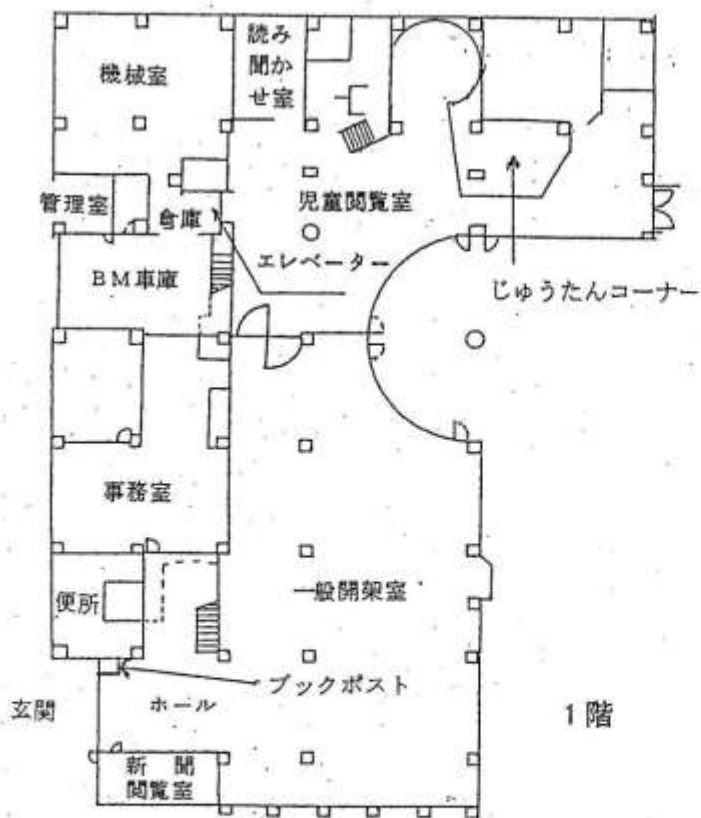 機械室
読み
聞か
せ室
管理室
倉庫
児童閲覧室
エレベーター
BM車庫
じゅうたんコーナー
事務室
便所
一般開架室
ブックポスト
玄関
ホール
1階
新聞
閲覧室